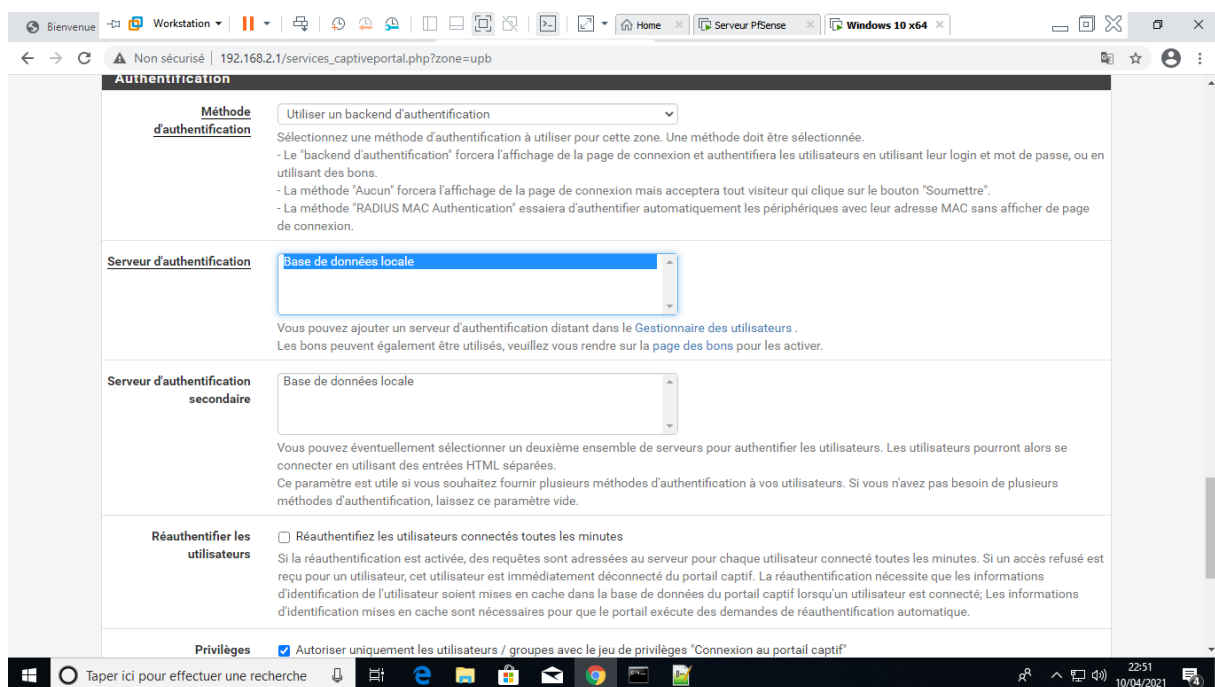 Bienvenue
Workstation
Home
Serveur PfSense
Windows 10 x64
Non sécurisé | 192.168.2.1/services_captiveportal.php?zone=upb
Authentification
Méthode d'authentification
Utiliser un backend d'authentification
Sélectionnez une méthode d'authentification à utiliser pour cette zone. Une méthode doit être sélectionnée.
- Le "backend d'authentification" forcera l'affichage de la page de connexion et authentifiera les utilisateurs en utilisant leur login et mot de passe, ou en
utilisant des bons.
- La méthode "Aucun" forcera l'affichage de la page de connexion mais acceptera tout visiteur qui clique sur le bouton "Soumettre".
- La méthode "RADIUS MAC Authentication" essaiera d'authentifier automatiquement les périphériques avec leur adresse MAC sans afficher de page
de connexion.
Serveur d'authentification
Base de données locale
Vous pouvez ajouter un serveur d'authentification distant dans le Gestionnaire des utilisateurs .
Les bons peuvent également être utilisés, veuillez vous rendre sur la page des bons pour les activer.
Serveur d'authentification
secondaire
Base de données locale
Vous pouvez éventuellement sélectionner un deuxième ensemble de serveurs pour authentifier les utilisateurs. Les utilisateurs pourront alors se
connecter en utilisant des entrées HTML séparées.
Ce paramètre est utile si vous souhaitez fournir plusieurs méthodes d'authentification à vos utilisateurs. Si vous n'avez pas besoin de plusieurs
méthodes d'authentification, laissez ce paramètre vide.
Réauthentifier les
utilisateurs
Réauthentifiez les utilisateurs connectés toutes les minutes
Si la réauthentification est activée, des requêtes sont adressées au serveur pour chaque utilisateur connecté toutes les minutes. Si un accès refusé est
reçu pour un utilisateur, cet utilisateur est immédiatement déconnecté du portail captif. La réauthentification nécessite que les informations
d'identification de l'utilisateur soient mises en cache dans la base de données du portail captif lorsqu'un utilisateur est connecté; Les informations
d'identification mises en cache sont nécessaires pour que le portail exécute des demandes de réauthentification automatique.
Privilèges
Autoriser uniquement les utilisateurs / groupes avec le jeu de privilèges "Connexion au portail captif"
Taper ici pour effectuer une recherche
22:51
10/04/2021
4